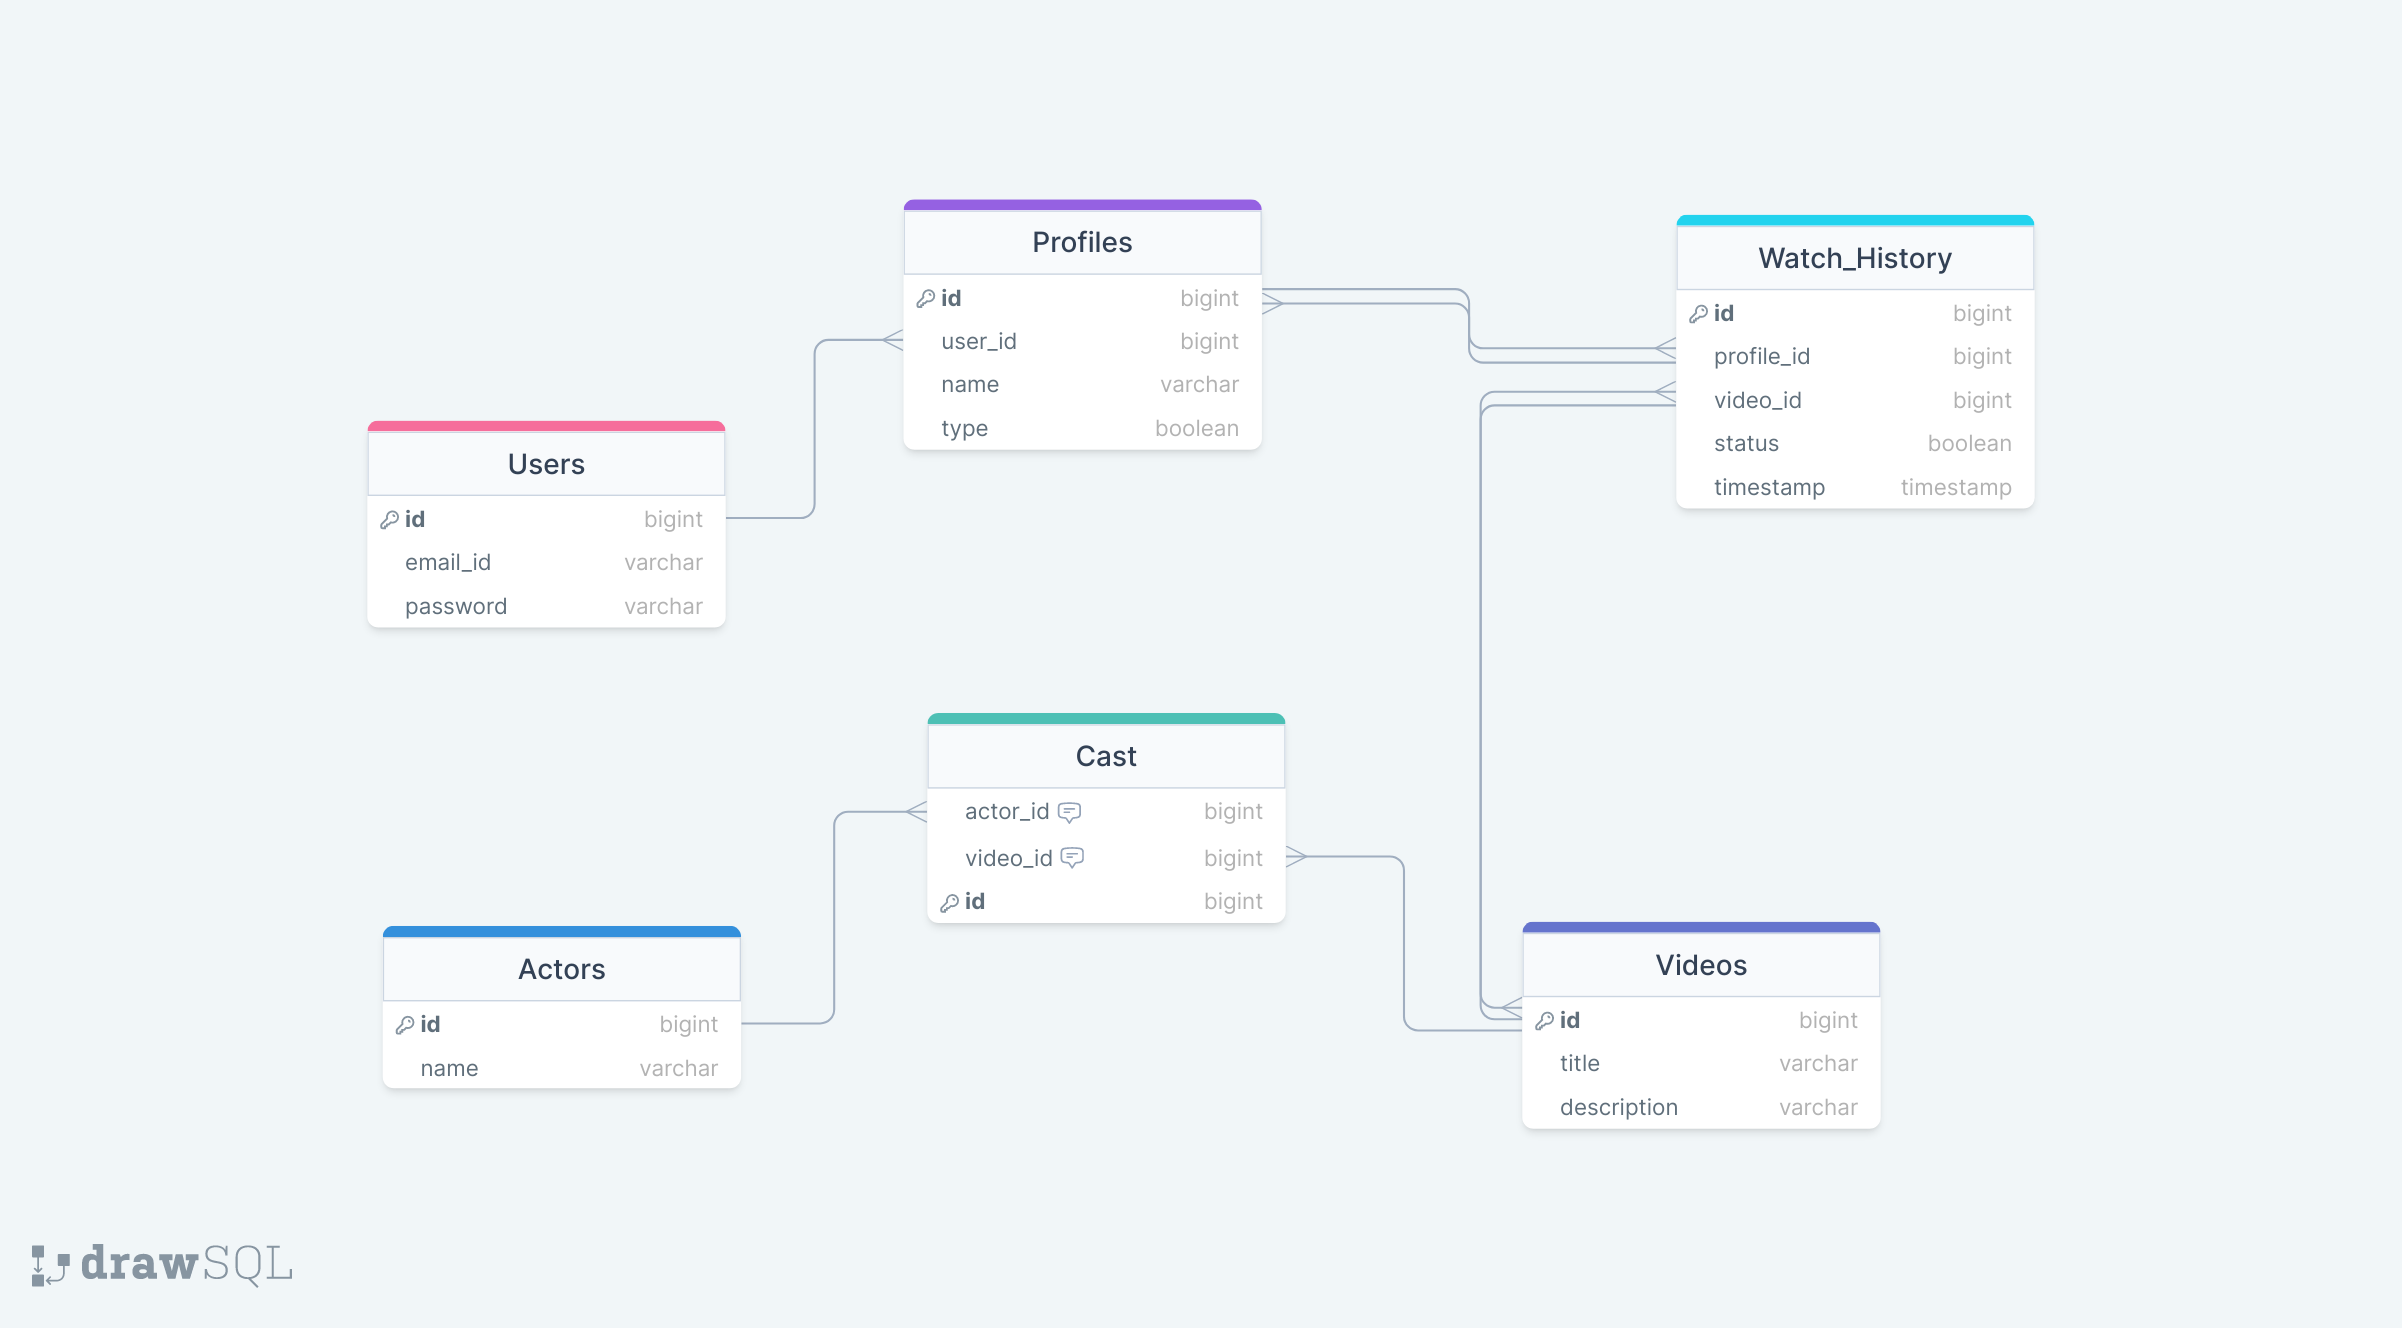 Profiles
id bigint
user_id bigint
name varchar
type boolean
Watch_History
id bigint
profile_id bigint
video_id bigint
status boolean
timestamp timestamp
Users
id bigint
email_id varchar
password varchar
Cast
actor_id bigint
video_id bigint
id bigint
Actors
id bigint
name varchar
Videos
id bigint
title varchar
description varchar
drawSQL